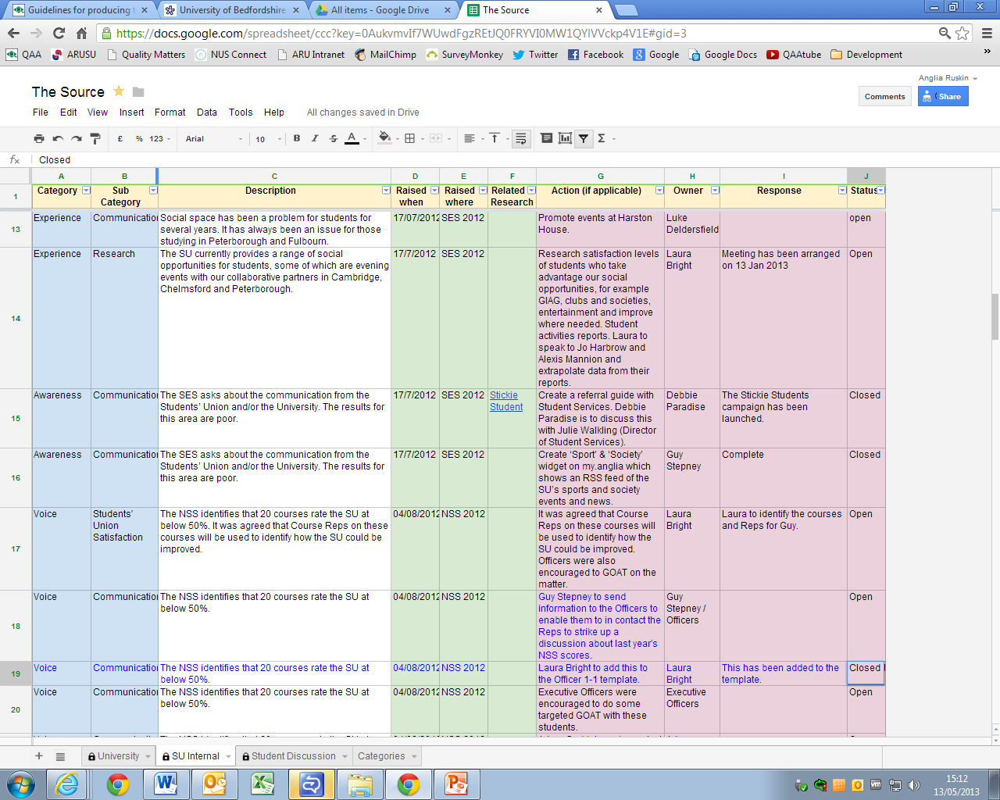 Guidelines for producing t
University of Bedfordshire
All items - Google Drive
The Source
https://docs.google.com/spreadsheet/ccc?key=0AukvmvIf7WUwdFgzREtJQ0FRYVI0MW1QYlVVckp4V1E#gid=3
QAA ARUSU Quality Matters NUS Connect ARU Intranet MailChimp SurveyMonkey Twitter Facebook Google Google Docs QAAtube Development »
Anglia Ruskin
The Source
Comments Share
File Edit View Insert Format Data Tools Help All changes saved in Drive
£ % 123 Arial 10 B I S A Σ
fx Closed
A B C D E F G H I J
1 Category Sub Category Description Raised when Raised where Related Research Action (if applicable) Owner Response Status
13 Experience Communication
Social space has been a problem for students for
several years. It has always been an issue for those
studying in Peterborough and Fulbourn.
17/07/2012 SES 2012
Promote events at Harston
House.
Luke
Deldersfield
open
14 Experience Research
The SU currently provides a range of social
opportunities for students, some of which are evening
events with our collaborative partners in Cambridge,
Chelmsford and Peterborough.
17/7/2012 SES 2012
Research satisfaction levels
of students who take
advantage our social
opportunities, for example
GIAG, clubs and societies,
entertainment and improve
where needed. Student
activities reports. Laura to
speak to Jo Harbrow and
Alexis Mannion and
extrapolate data from their
reports.
Laura
Bright
Meeting has been arranged
on 13 Jan 2013
Open
15 Awareness Communication
The SES asks about the communication from the
Students' Union and/or the University. The results for
this area are poor.
17/7/2012 SES 2012
Stickie
Student
Create a referral guide with
Student Services. Debbie
Paradise is to discuss this
with Julie Walkling (Director
of Student Services).
Debbie
Paradise
The Stickie Students
campaign has been
launched.
Closed
16 Awareness Communication
The SES asks about the communication from the
Students' Union and/or the University. The results for
this area are poor.
17/7/2012 SES 2012
Create ‘Sport’ & ‘Society’
widget on my.anglia which
shows an RSS feed of the
SU's sports and society
events and news.
Guy
Stepney
Complete
Closed
17 Voice
Students'
Union
Satisfaction
The NSS identifies that 20 courses rate the SU at
below 50%. It was agreed that Course Reps on these
courses will be used to identify how the SU could be
improved.
04/08/2012 NSS 2012
It was agreed that Course
Reps on these courses will
be used to identify how the
SU could be improved.
Officers were also
encouraged to GOAT on the
matter.
Laura
Bright
Laura to identify the courses
and Reps for Guy.
Open
18 Voice Communication
The NSS identifies that 20 courses rate the SU at
below 50%.
04/08/2012 NSS 2012
Guy Stepney to send
information to the Officers to
enable them to in contact the
Reps to strike up a
discussion about last year's
NSS scores.
Guy
Stepney /
Officers
Open
19 Voice Communication
The NSS identifies that 20 courses rate the SU at
below 50%.
04/08/2012 NSS 2012
Laura Bright to add this to
the Officer 1-1 template.
Laura
Bright
This has been added to the
template.
Closed
20 Voice Communication
The NSS identifies that 20 courses rate the SU at
below 50%.
04/08/2012 NSS 2012
Executive Officers were
encouraged to do some
targeted GOAT with these
students.
Executive
Officers
Open
University SU Internal Student Discussion Categories
15:12
13/05/2013